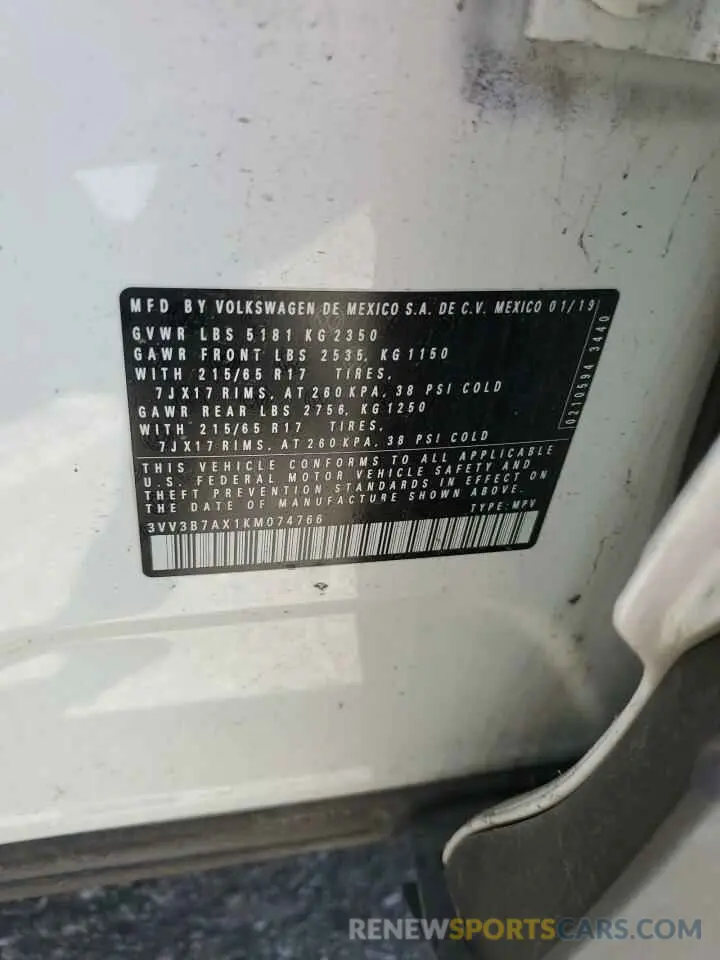 MFD BY VOLKSWAGEN DE MEXICO S.A. DE C.V. MEXICO 01/19
GVWR LBS 5181 KG 2350
GAWR FRONT LBS 2535, KG 1150
WITH 215/65 R17 TIRES,
7JX17 RIMS, AT 260 KPA, 38 PSI COLD
GAWR REAR LBS 2756, KG 1250
WITH 215/65 R17 TIRES,
7JX17 RIMS, AT 260 KPA, 38 PSI COLD
0210594 3440
THIS VEHICLE CONFORMS TO ALL APPLICABLE
U.S. FEDERAL MOTOR VEHICLE SAFETY AND
THEFT PREVENTION STANDARDS IN EFFECT ON
THE DATE OF MANUFACTURE SHOWN ABOVE.
3VV3B7AX1KM074766 TYPE: MPV
RENEWSPORTSCARS.COM